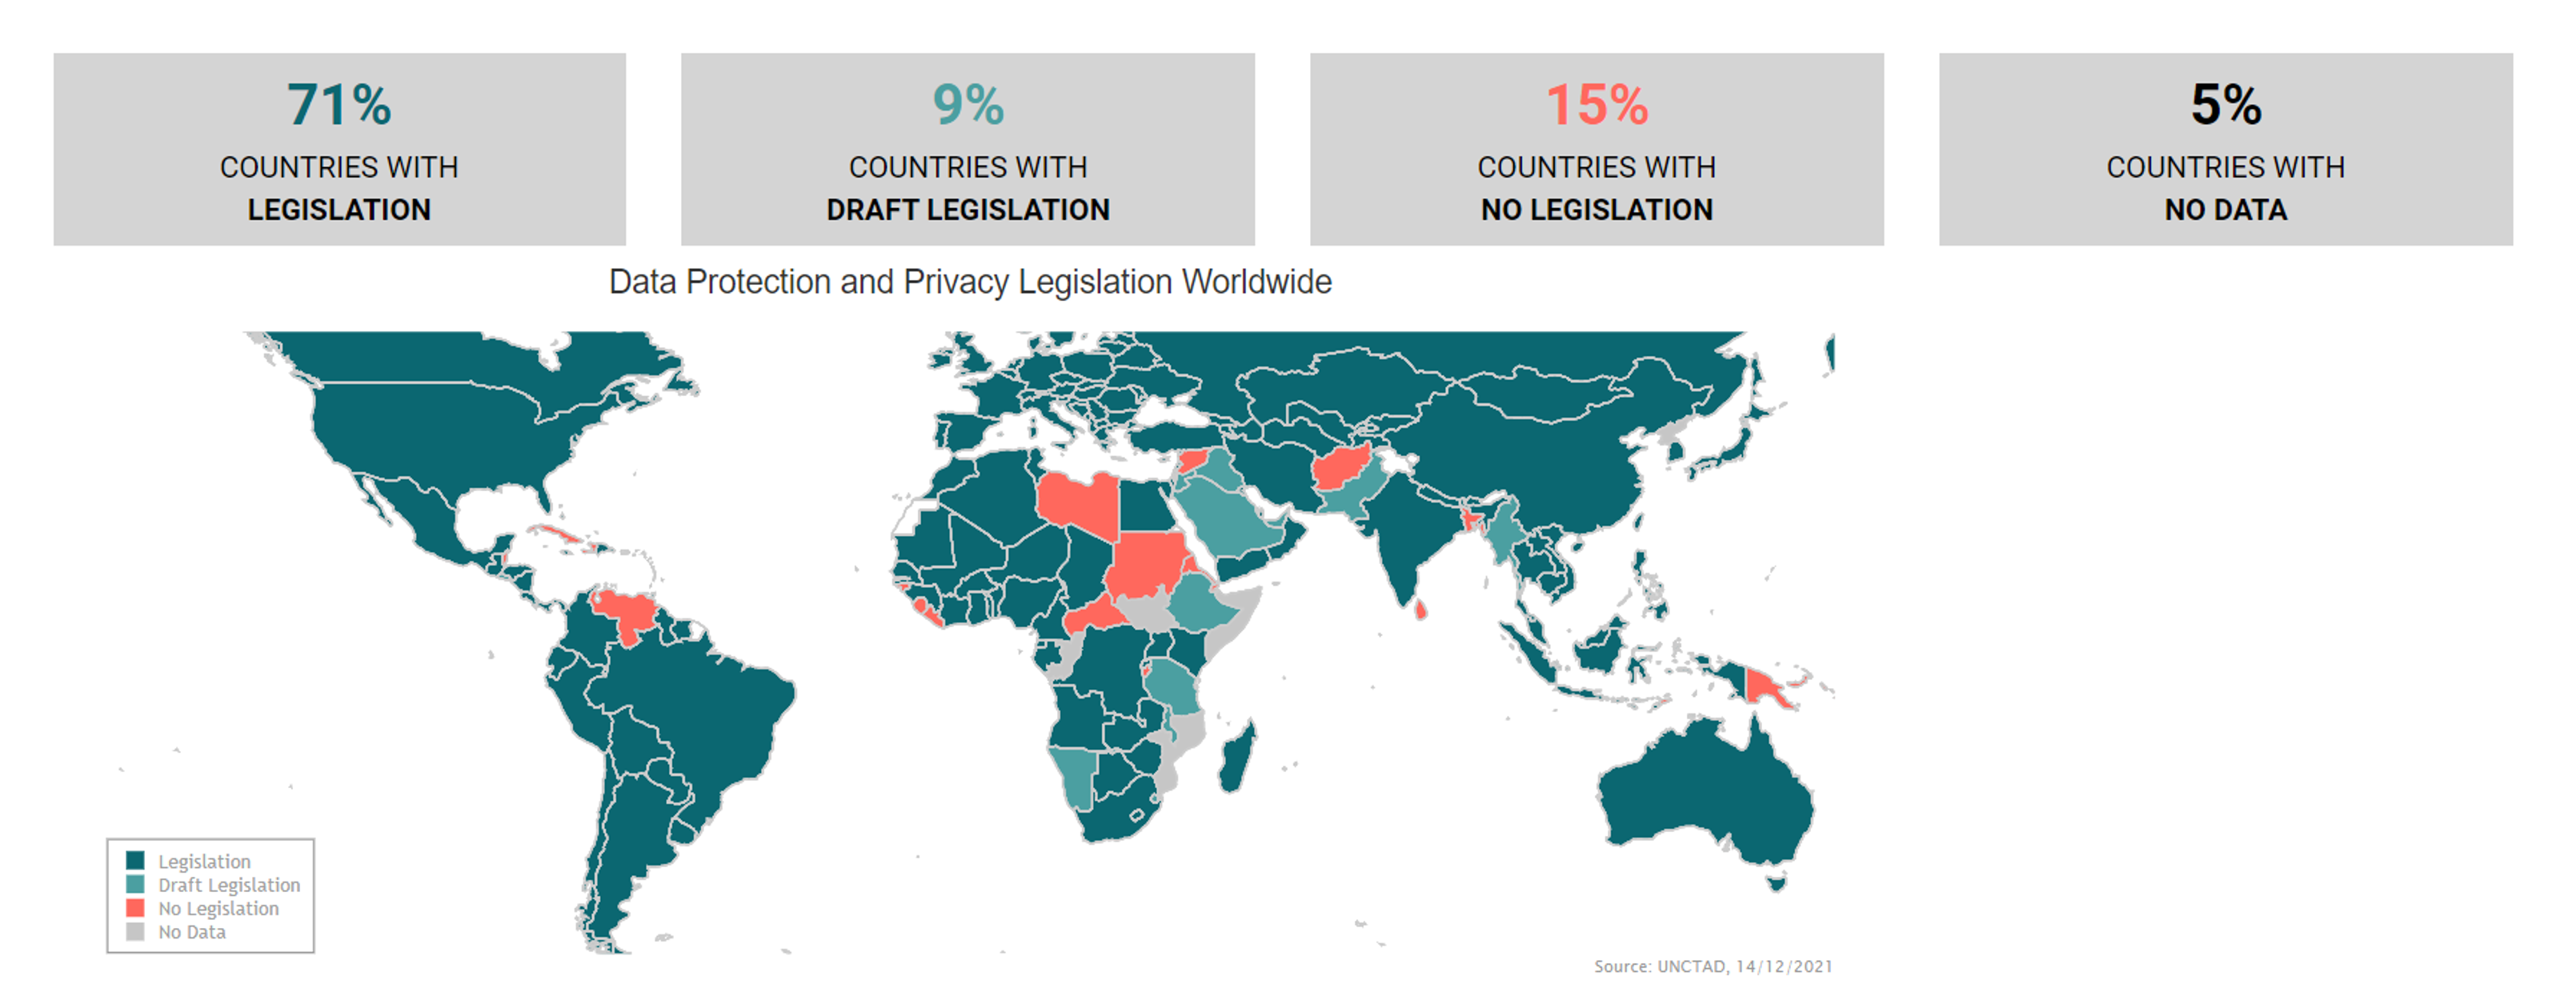 71%
COUNTRIES WITH
LEGISLATION
9%
COUNTRIES WITH
DRAFT LEGISLATION
15%
COUNTRIES WITH
NO LEGISLATION
5%
COUNTRIES WITH
NO DATA
Data Protection and Privacy Legislation Worldwide
Legislation
Draft Legislation
No Legislation
No Data
Source: UNCTAD, 14/12/2021